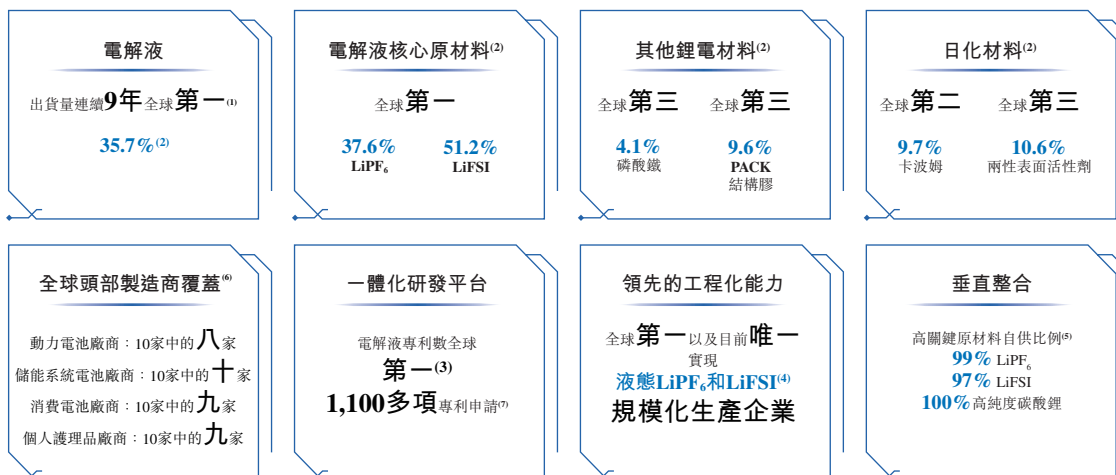 電解液
出貨量連續9年全球第一(1)
35.7%(2)
電解液核心原材料(2)
全球第一
37.6% 51.2%
LiPF6 LiFSI
其他鋰電材料(2)
全球第三 全球第三
4.1% 9.6%
磷酸鐵 PACK
結構膠
日化材料(2)
全球第二 全球第三
9.7% 10.6%
卡波姆 兩性表面活性劑
全球頭部製造商覆蓋(6)
動力電池廠商：10家中的八家
儲能系統電池廠商：10家中的十家
消費電池廠商：10家中的九家
個人護理品廠商：10家中的九家
一體化研發平台
電解液專利數全球
第一(3)
1,100多項專利申請(7)
領先的工程化能力
全球第一以及目前唯一
實現
液態LiPF6和LiFSI(4)
規模化生產企業
垂直整合
高關鍵原材料自供比例(5)
99% LiPF6
97% LiFSI
100%高純度碳酸鋰